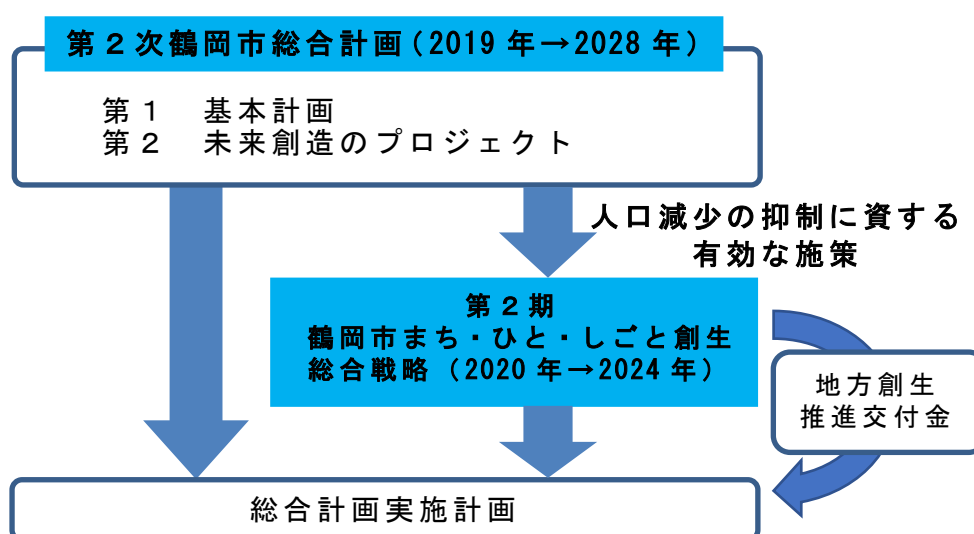 第２次鶴岡市総合計画(2019 年→2028 年)
第１　基本計画
第２　未来創造のプロジェクト
人口減少の抑制に資する
有効な施策
第２期
鶴岡市まち・ひと・しごと創生
総合戦略（2020 年→2024 年）
地方創生
推進交付金
総合計画実施計画